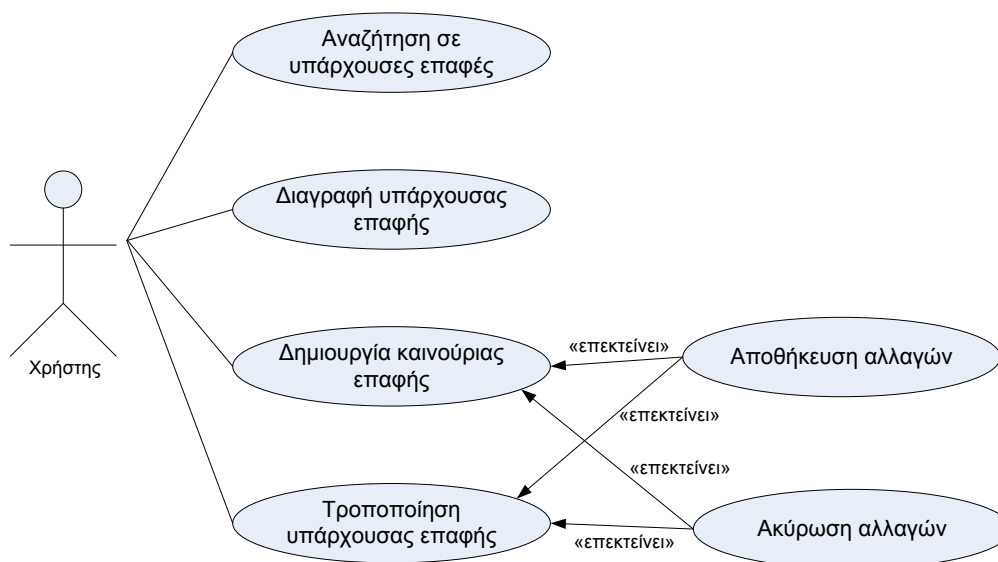 Αναζήτηση σε
υπάρχουσες επαφές
Διαγραφή υπάρχουσας
επαφής
Χρήστης
Δημιουργία καινούριας
επαφής
«επεκτείνει»
Αποθήκευση αλλαγών
«επεκτείνει»
«επεκτείνει»
Τροποποίηση
υπάρχουσας επαφής
«επεκτείνει»
Ακύρωση αλλαγών